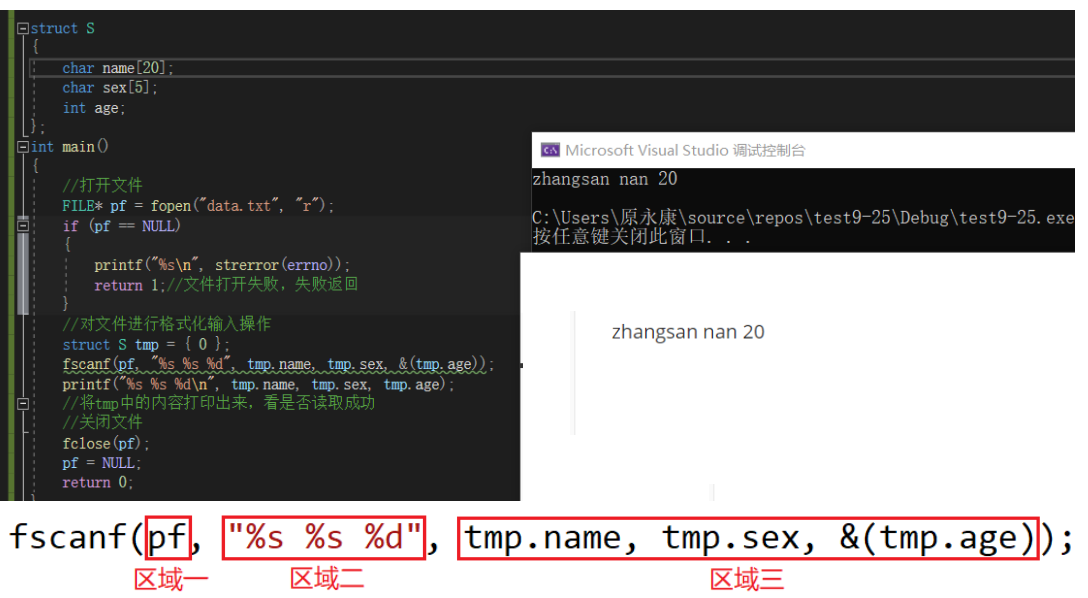 struct S
{
char name[20];
char sex[5];
int age;
};
int main()
{
//打开文件
FILE* pf = fopen("data.txt", "r");
if (pf == NULL)
{
printf("%s\n", strerror(errno));
return 1;//文件打开失败，失败返回
}
//对文件进行格式化输入操作
struct S tmp = { 0 };
fscanf(pf, "%s %s %d", tmp.name, tmp.sex, &(tmp.age));
printf("%s %s %d\n", tmp.name, tmp.sex, tmp.age);
//将tmp中的内容打印出来，看是否读取成功
//关闭文件
fclose(pf);
pf = NULL;
return 0;
}
Microsoft Visual Studio 调试控制台
zhangsan nan 20
C:\Users\原永康\source\repos\test9-25\Debug\test9-25.exe
按任意键关闭此窗口. . .
zhangsan nan 20
fscanf(pf, "%s %s %d", tmp.name, tmp.sex, &(tmp.age));
区域一 区域二 区域三